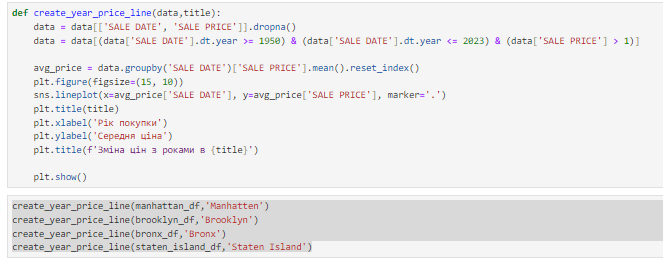 def create_year_price_line(data,title):
    data = data[['SALE DATE', 'SALE PRICE']].dropna()
    data = data[(data['SALE DATE'].dt.year >= 1950) & (data['SALE DATE'].dt.year <= 2023) & (data['SALE PRICE'] > 1)]
    avg_price = data.groupby('SALE DATE')['SALE PRICE'].mean().reset_index()
    plt.figure(figsize=(15, 10))
    sns.lineplot(x=avg_price['SALE DATE'], y=avg_price['SALE PRICE'], marker='.')
    plt.title(title)
    plt.xlabel('Рік покупки')
    plt.ylabel('Середня ціна')
    plt.title(f'Зміна цін з роками в {title}')
    plt.show()
create_year_price_line(manhattan_df,'Manhatten')
create_year_price_line(brooklyn_df,'Brooklyn')
create_year_price_line(bronx_df,'Bronx')
create_year_price_line(staten_island_df,'Staten Island')